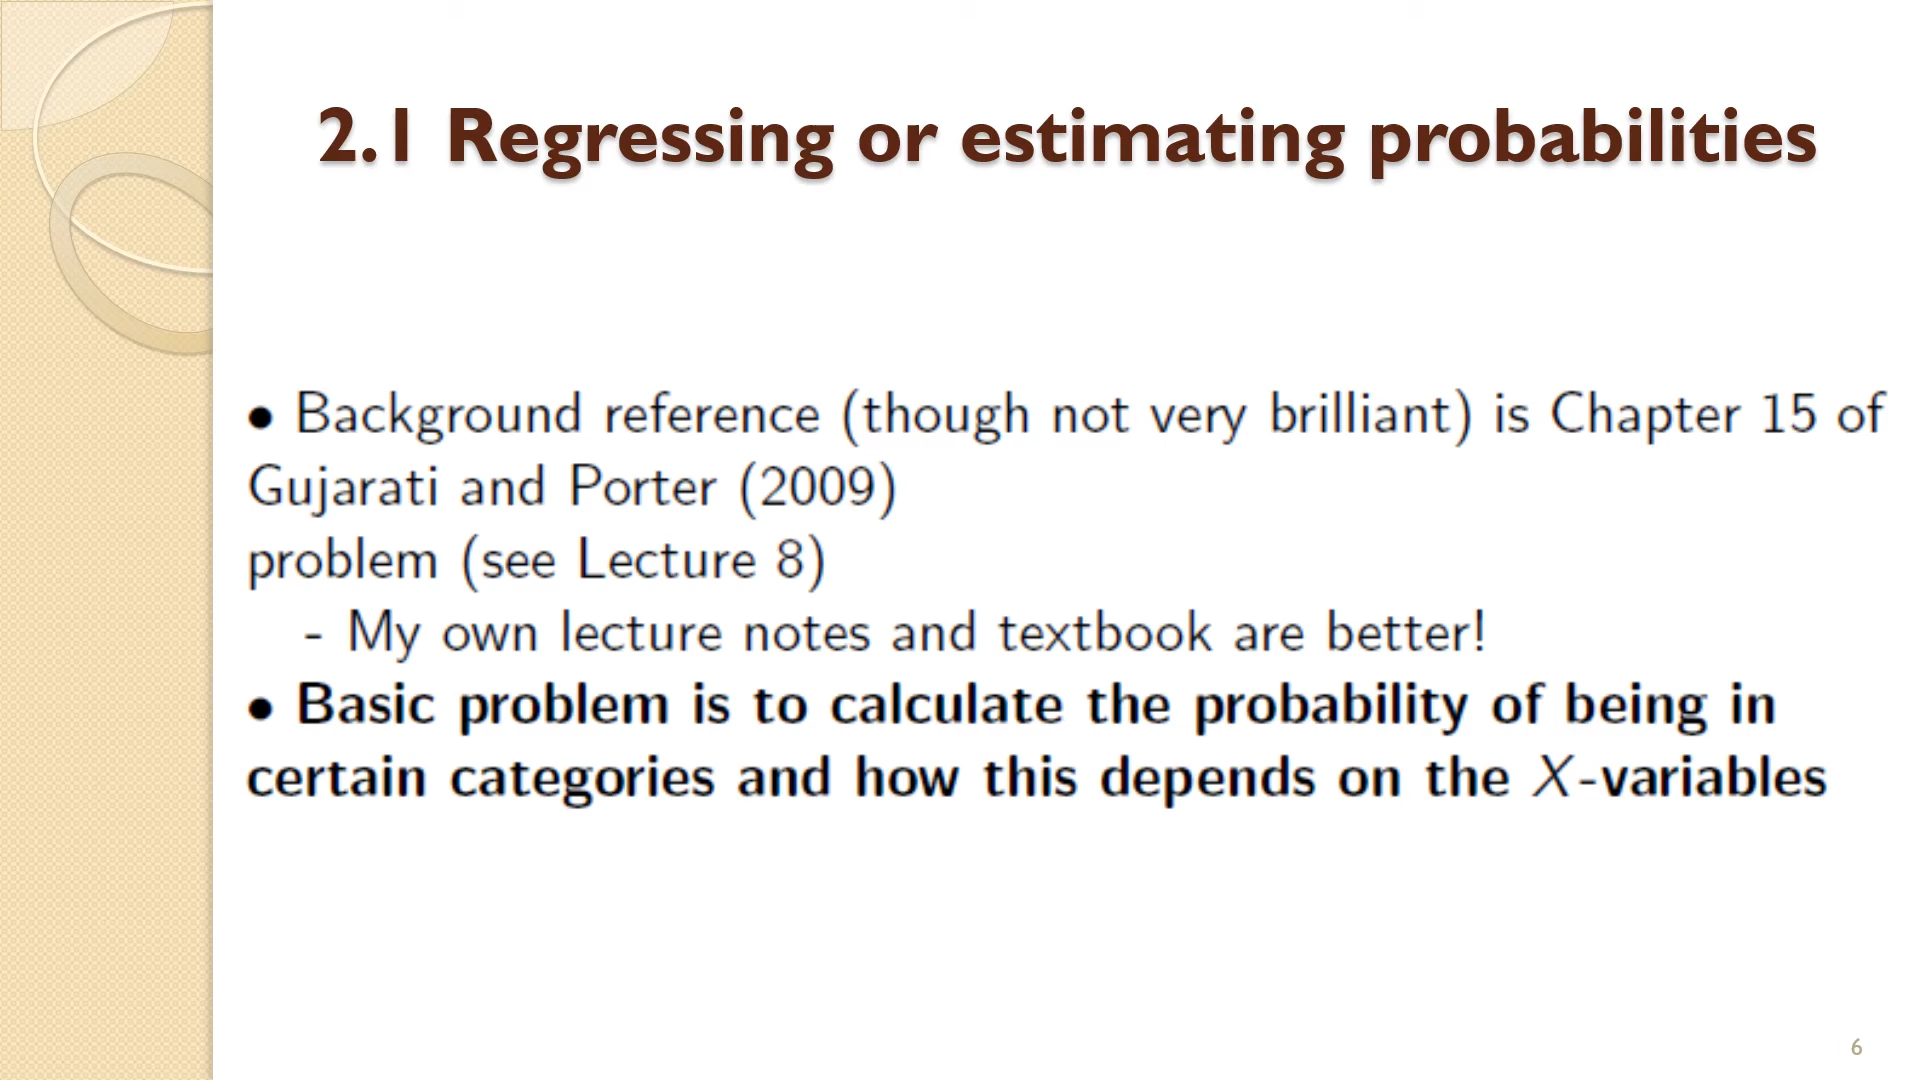 2.1 Regressing or estimating probabilities
• Background reference (though not very brilliant) is Chapter 15 of
Gujarati and Porter (2009)
problem (see Lecture 8)
- My own lecture notes and textbook are better!
• Basic problem is to calculate the probability of being in
certain categories and how this depends on the X-variables
6